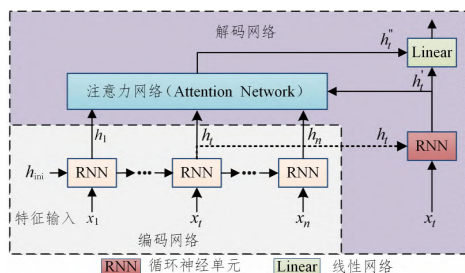 解码网络
h_t''
Linear
注意力网络(Attention Network)
h_t'
h_1
h_t
h_n
h_t
h_ini
RNN
RNN
RNN
RNN
特征输入
x_1
x_t
x_n
x_t
编码网络
RNN 循环神经单元
Linear 线性网络